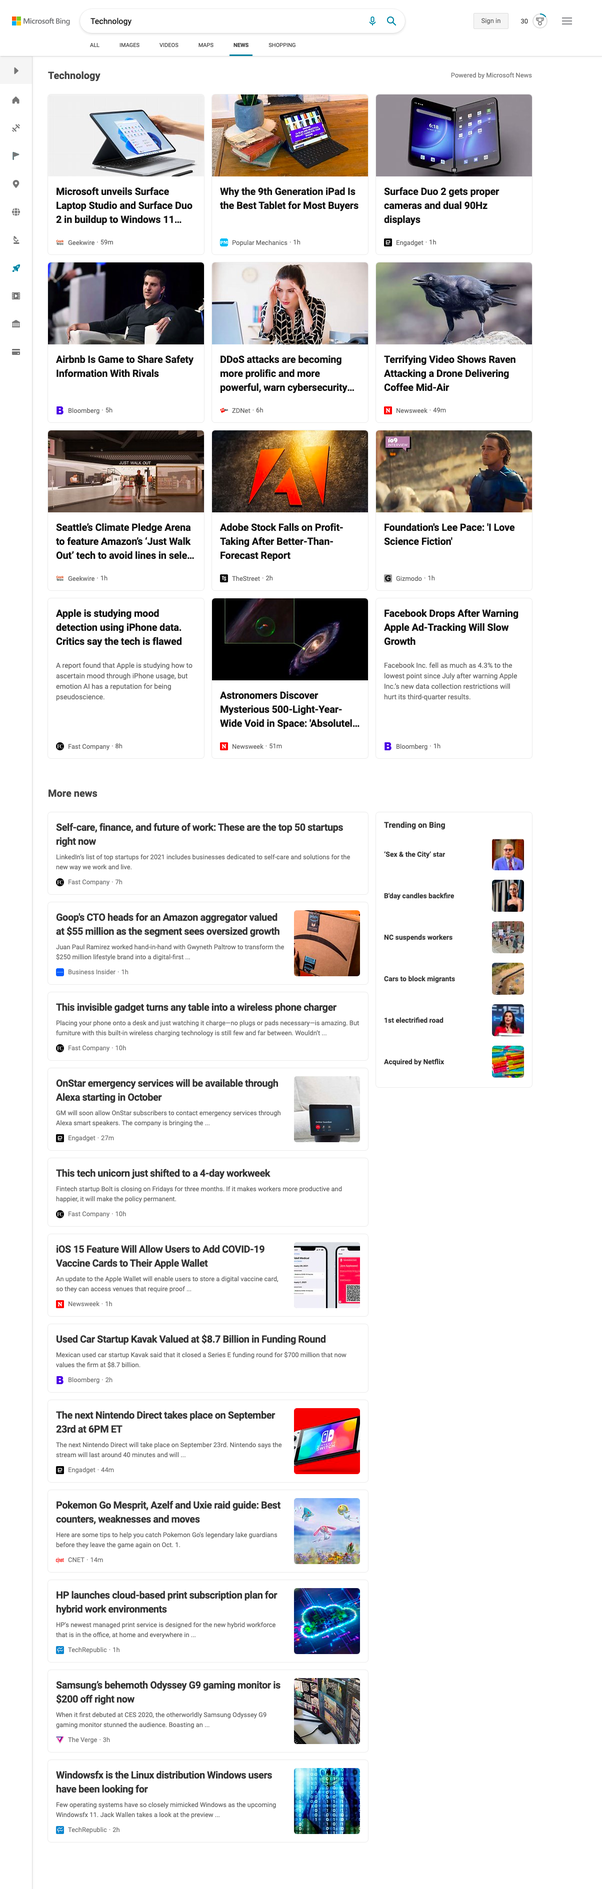 Microsoft Bing
Technology
Sign in
30
ALL IMAGES VIDEOS MAPS NEWS SHOPPING
Technology
Powered by Microsoft News
Microsoft unveils Surface
Laptop Studio and Surface Duo
2 in buildup to Windows 11...
Geekwire · 59m
Why the 9th Generation iPad Is
the Best Tablet for Most Buyers
Popular Mechanics · 1h
Surface Duo 2 gets proper
cameras and dual 90Hz
displays
Engadget · 1h
Airbnb Is Game to Share Safety
Information With Rivals
Bloomberg · 5h
DDoS attacks are becoming
more prolific and more
powerful, warn cybersecurity...
ZDNet · 6h
Terrifying Video Shows Raven
Attacking a Drone Delivering
Coffee Mid-Air
Newsweek · 49m
JUST WALK OUT
Seattle's Climate Pledge Arena
to feature Amazon's 'Just Walk
Out' tech to avoid lines in sele...
Geekwire · 1h
Adobe Stock Falls on Profit-
Taking After Better-Than-
Forecast Report
TheStreet · 2h
io9
Foundation's Lee Pace: 'I Love
Science Fiction'
Gizmodo · 1h
Apple is studying mood
detection using iPhone data.
Critics say the tech is flawed
A report found that Apple is studying how to
ascertain mood through iPhone usage, but
emotion AI has a reputation for being
pseudoscience.
Fast Company · 8h
Astronomers Discover
Mysterious 500-Light-Year-
Wide Void in Space: 'Absolutel...
Newsweek · 51m
Facebook Drops After Warning
Apple Ad-Tracking Will Slow
Growth
Facebook Inc. fell as much as 4.3% to the
lowest point since July after warning Apple
Inc.'s new data collection restrictions will
hurt its third-quarter results.
Bloomberg · 1h
More news
Self-care, finance, and future of work: These are the top 50 startups
right now
LinkedIn's list of top startups for 2021 includes businesses dedicated to self-care and solutions for the
new way we work and live.
Fast Company · 7h
Goop's CTO heads for an Amazon aggregator valued
at $55 million as the segment sees oversized growth
Juan Paul Ramirez worked hand-in-hand with Gwyneth Paltrow to transform the
$250 million lifestyle brand into a digital-first ...
Business Insider · 1h
This invisible gadget turns any table into a wireless phone charger
Placing your phone onto a desk and just watching it charge—no plugs or pads necessary—is amazing. But
furniture with this built-in wireless charging technology is still few and far between. Wouldn't ...
Fast Company · 10h
OnStar emergency services will be available through
Alexa starting in October
GM will soon allow OnStar subscribers to contact emergency services through
Alexa smart speakers. The company is bringing the ...
Engadget · 27m
This tech unicorn just shifted to a 4-day workweek
Fintech startup Bolt is closing on Fridays for three months. If it makes workers more productive and
happier, it will make the policy permanent.
Fast Company · 10h
iOS 15 Feature Will Allow Users to Add COVID-19
Vaccine Cards to Their Apple Wallet
An update to the Apple Wallet will enable users to store a digital vaccine card,
so they can access venues that require proof ...
Newsweek · 1h
Used Car Startup Kavak Valued at $8.7 Billion in Funding Round
Mexican used car startup Kavak said that it closed a Series E funding round for $700 million that now
values the firm at $8.7 billion.
Bloomberg · 2h
The next Nintendo Direct takes place on September
23rd at 6PM ET
The next Nintendo Direct will take place on September 23rd. Nintendo says the
stream will last around 40 minutes and will ...
Engadget · 44m
SWITCH
Pokemon Go Mesprit, Azelf and Uxie raid guide: Best
counters, weaknesses and moves
Here are some tips to help you catch Pokemon Go's legendary lake guardians
before they leave the game again on Oct. 1.
CNET · 14m
HP launches cloud-based print subscription plan for
hybrid work environments
HP's newest managed print service is designed for the new hybrid workforce
that is in the office, at home and everywhere in ...
TechRepublic · 1h
Samsung's behemoth Odyssey G9 gaming monitor is
$200 off right now
When it first debuted at CES 2020, the otherworldly Samsung Odyssey G9
gaming monitor stunned the audience. Boasting an ...
The Verge · 3h
Windowsfx is the Linux distribution Windows users
have been looking for
Few operating systems have so closely mimicked Windows as the upcoming
Windowsfx 11. Jack Wallen takes a look at the preview ...
TechRepublic · 2h
Trending on Bing
'Sex & the City' star
B'day candles backfire
NC suspends workers
Cars to block migrants
1st electrified road
Acquired by Netflix